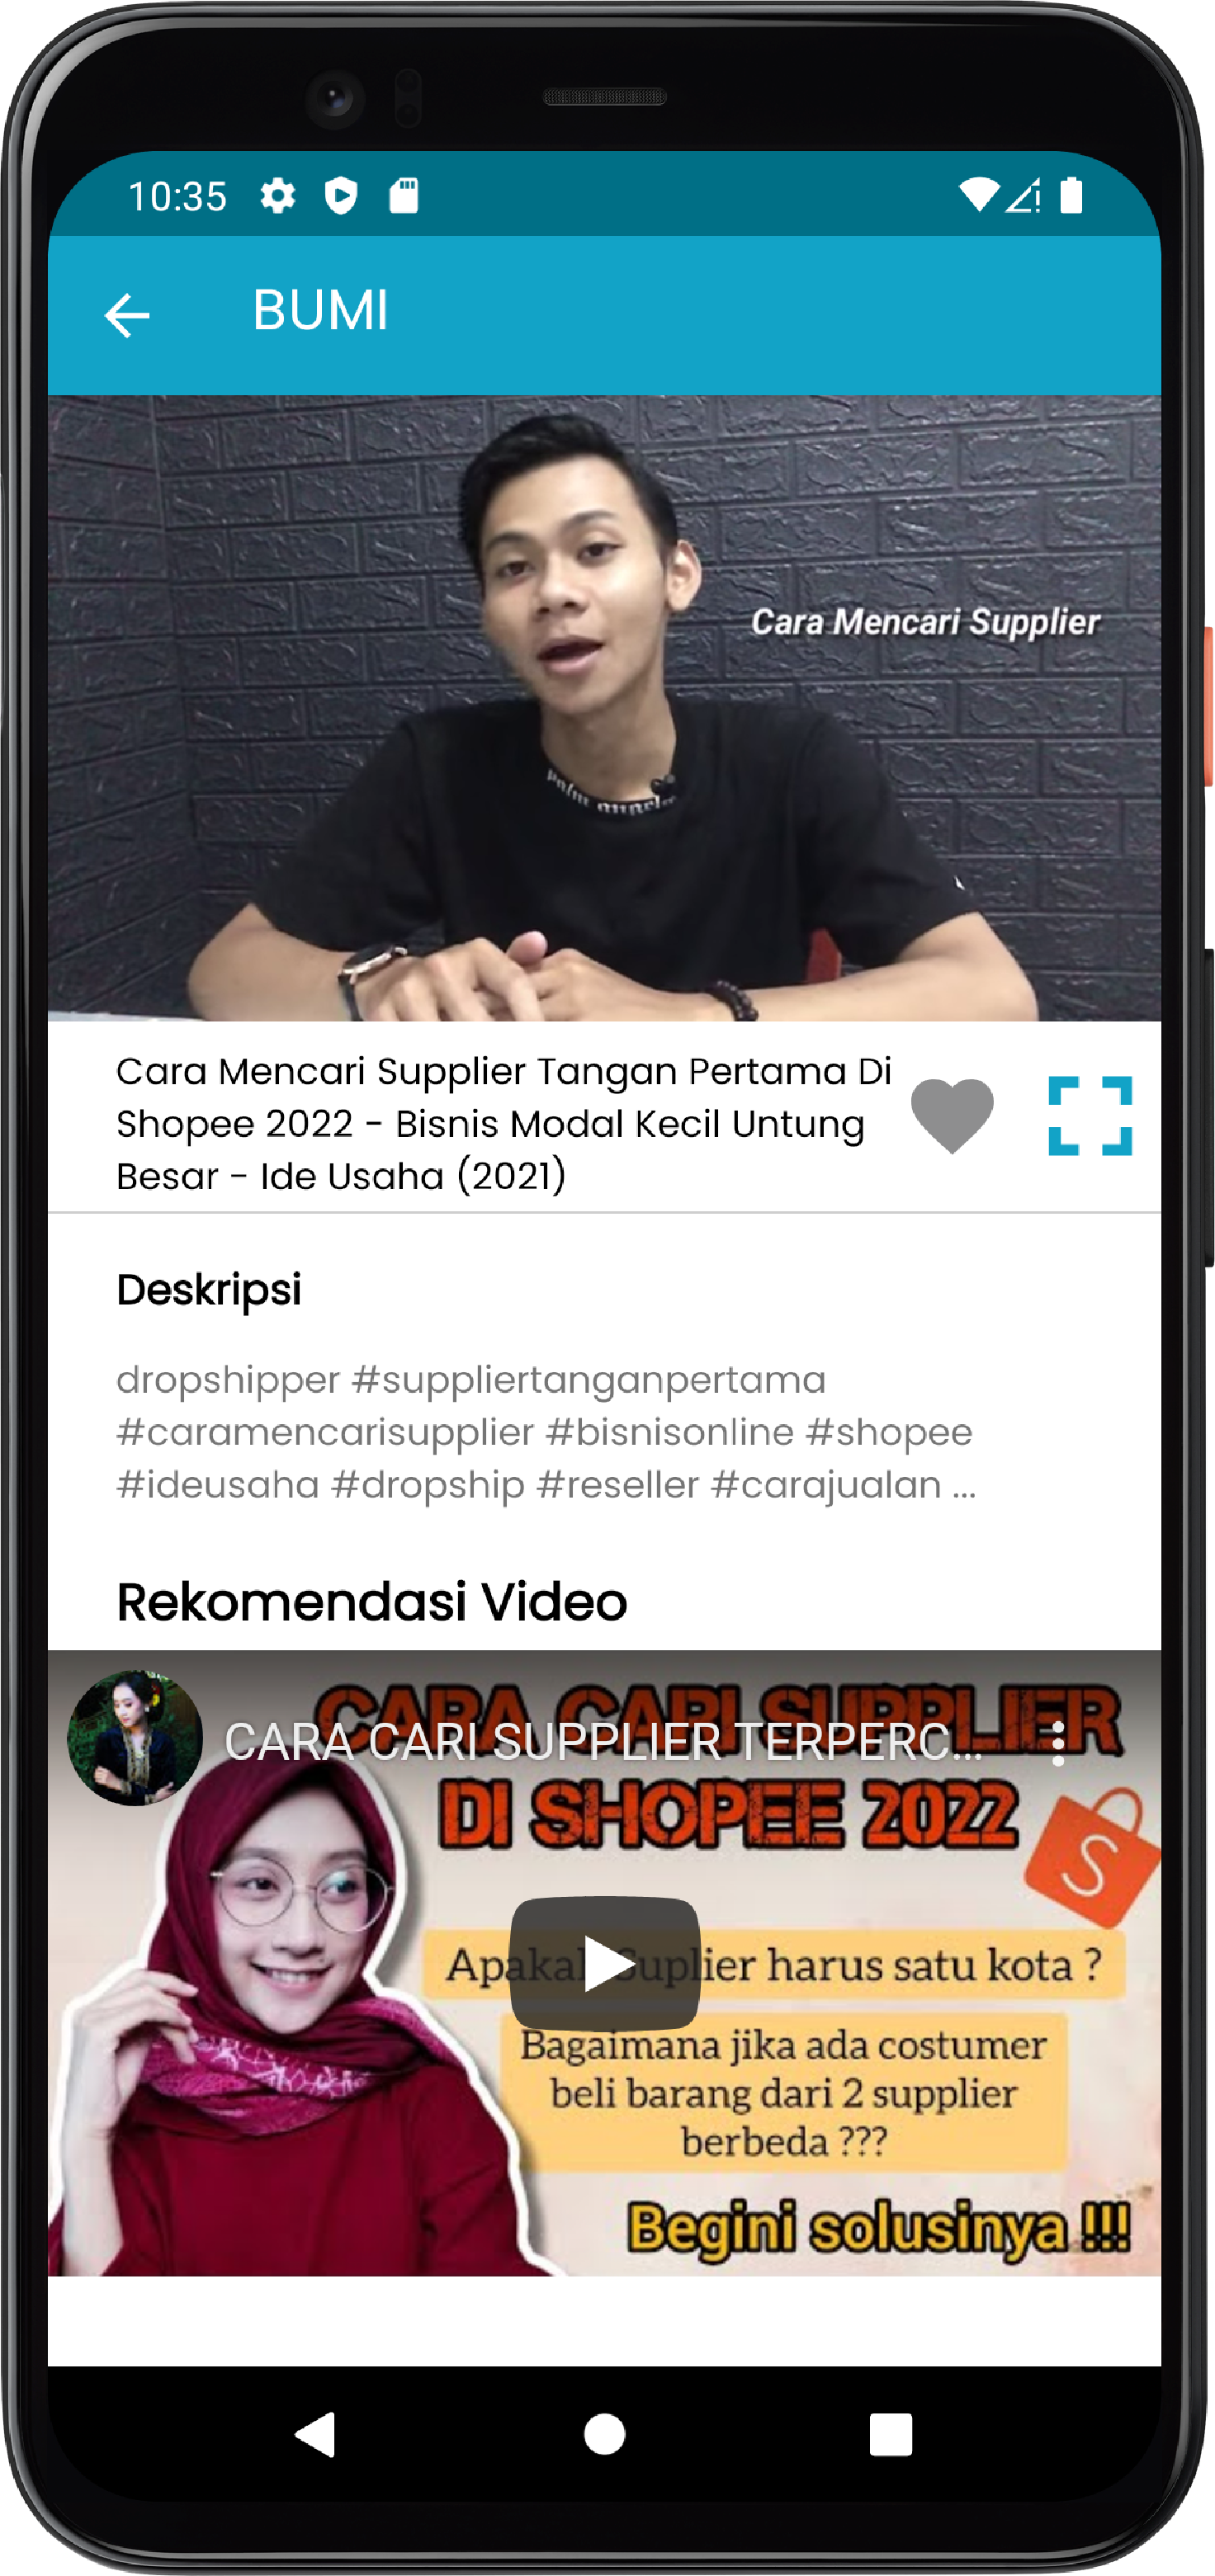 10:35
BUMI
Cara Mencari Supplier
Cara Mencari Supplier Tangan Pertama Di
Shopee 2022 - Bisnis Modal Kecil Untung
Besar - Ide Usaha (2021)
Deskripsi
dropshipper #suppliertanganpertama
#caramencarisupplier #bisnisonline #shopee
#ideusaha #dropship #reseller #carajualan ...
Rekomendasi Video
CARA CARI SUPPLIER
CARA CARI SUPPLIER TERPERC...
DI SHOPEE 2022
S
Apakah Suplier harus satu kota ?
Bagaimana jika ada costumer
beli barang dari 2 supplier
berbeda ???
Begini solusinya !!!